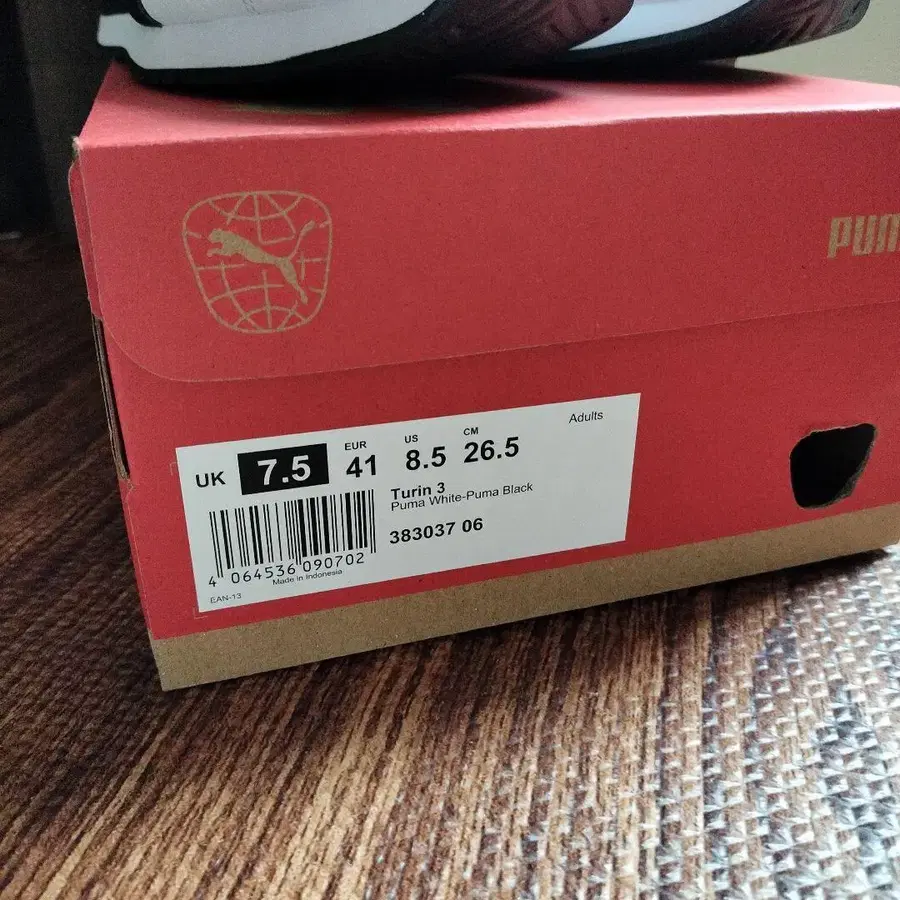 PUMA
Adults
UK 7.5 EUR 41 US 8.5 CM 26.5
Turin 3
Puma White-Puma Black
383037 06
4 064536 090702
Made in Indonesia
EAN-13